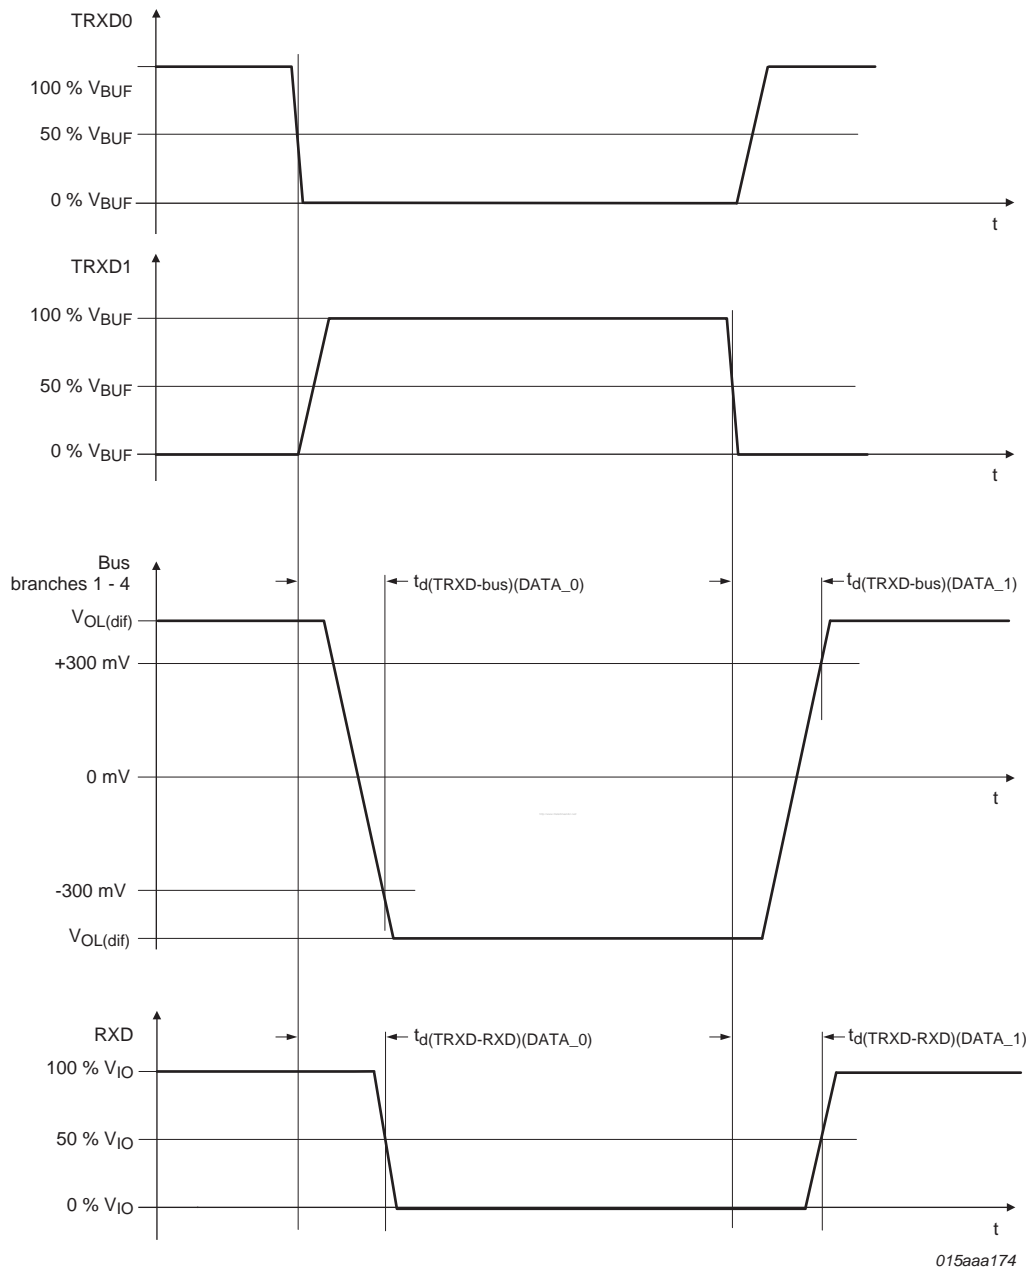 TRXD0
100 % VBUF
50 % VBUF
0 % VBUF
t
TRXD1
100 % VBUF
50 % VBUF
0 % VBUF
t
Bus
branches 1 - 4
td(TRXD-bus)(DATA_0)
td(TRXD-bus)(DATA_1)
VOL(dif)
+300 mV
0 mV
t
-300 mV
VOL(dif)
RXD
td(TRXD-RXD)(DATA_0)
td(TRXD-RXD)(DATA_1)
100 % VIO
50 % VIO
0 % VIO
t
015aaa174